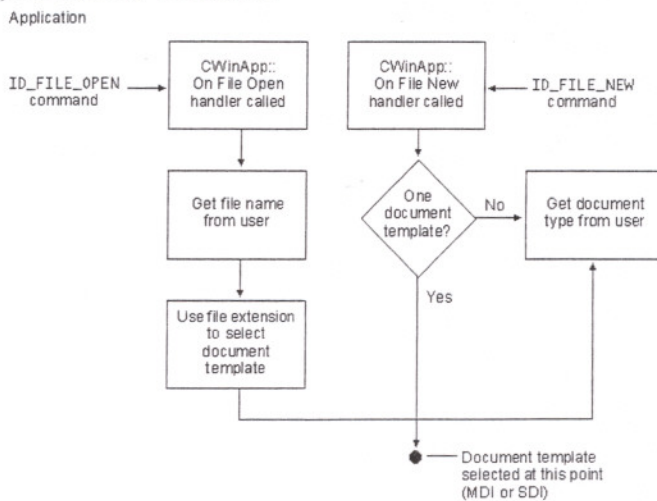 Application
ID_FILE_OPEN
command
CWinApp::
On File Open
handler called
CWinApp::
On File New
handler called
ID_FILE_NEW
command
Get file name
from user
One
document
template?
No
Get document
type from user
Yes
Use file extension
to select
document
template
Document template
selected at this point
(MDI or SDI)